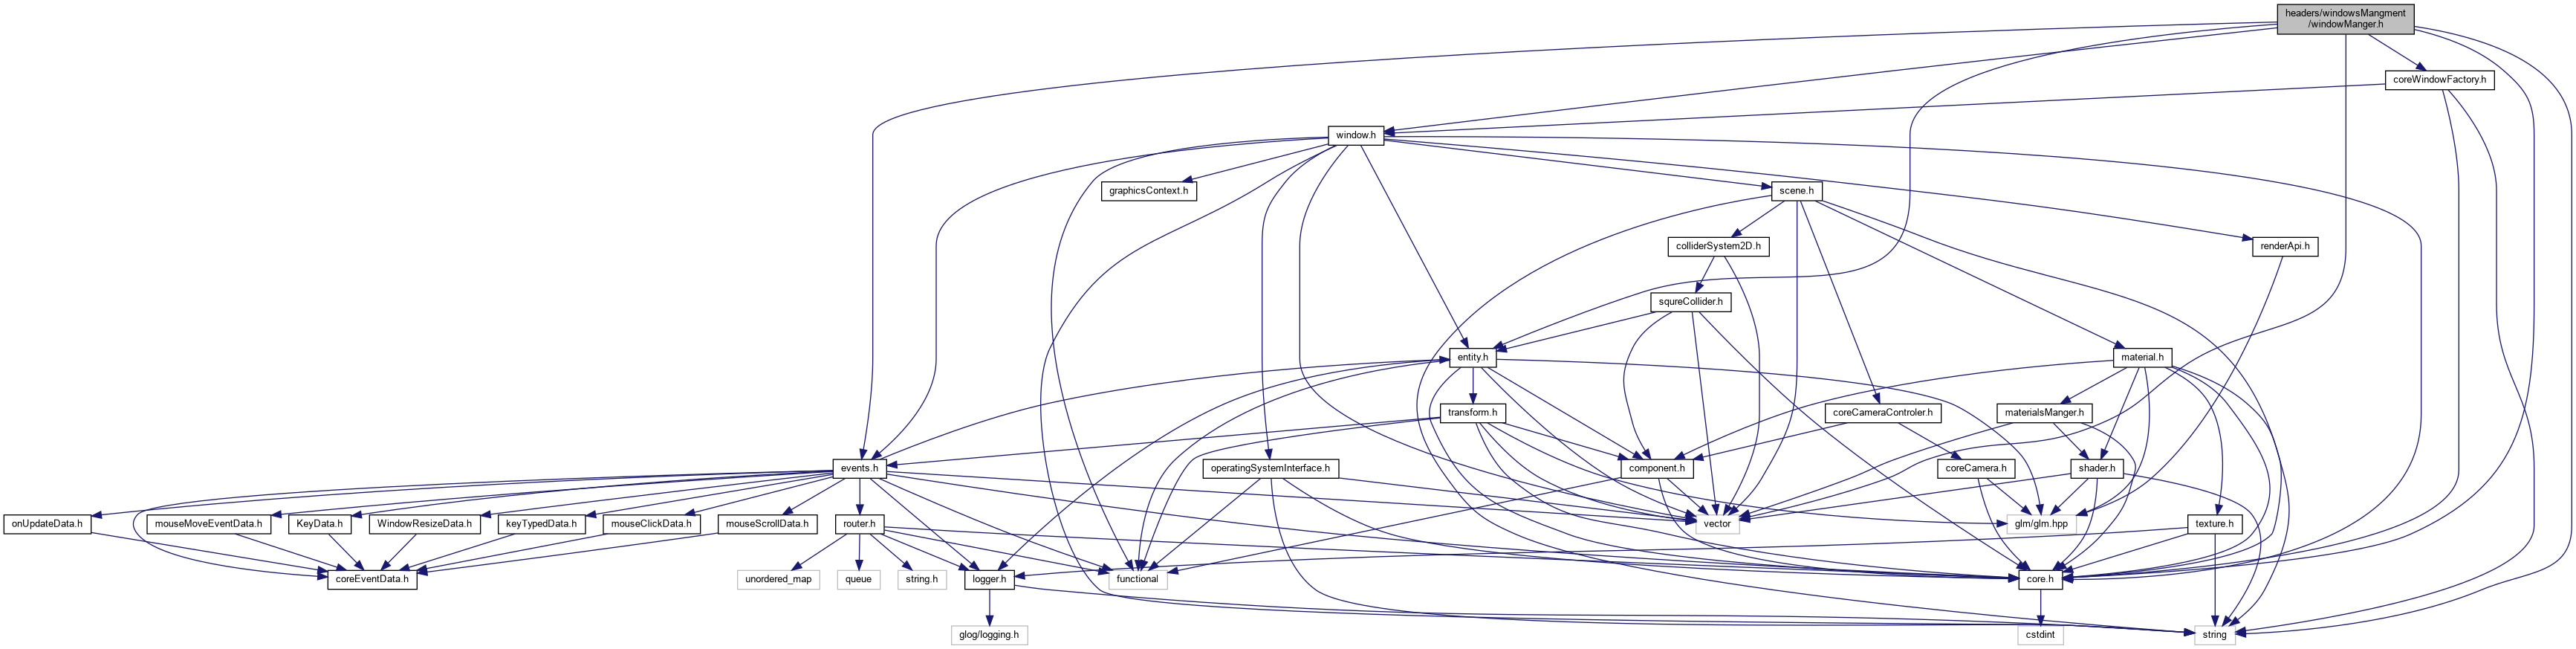 headers/windowsMangment
/windowManger.h
coreWindowFactory.h
window.h
graphicsContext.h
scene.h
colliderSystem2D.h
renderApi.h
squreCollider.h
entity.h
material.h
transform.h
coreCameraControler.h
materialsManger.h
events.h
operatingSystemInterface.h
component.h
coreCamera.h
shader.h
onUpdateData.h
mouseMoveEventData.h
KeyData.h
WindowResizeData.h
keyTypedData.h
mouseClickData.h
mouseScrollData.h
router.h
vector
glm/glm.hpp
texture.h
coreEventData.h
unordered_map
queue
string.h
logger.h
functional
core.h
glog/logging.h
cstdint
string